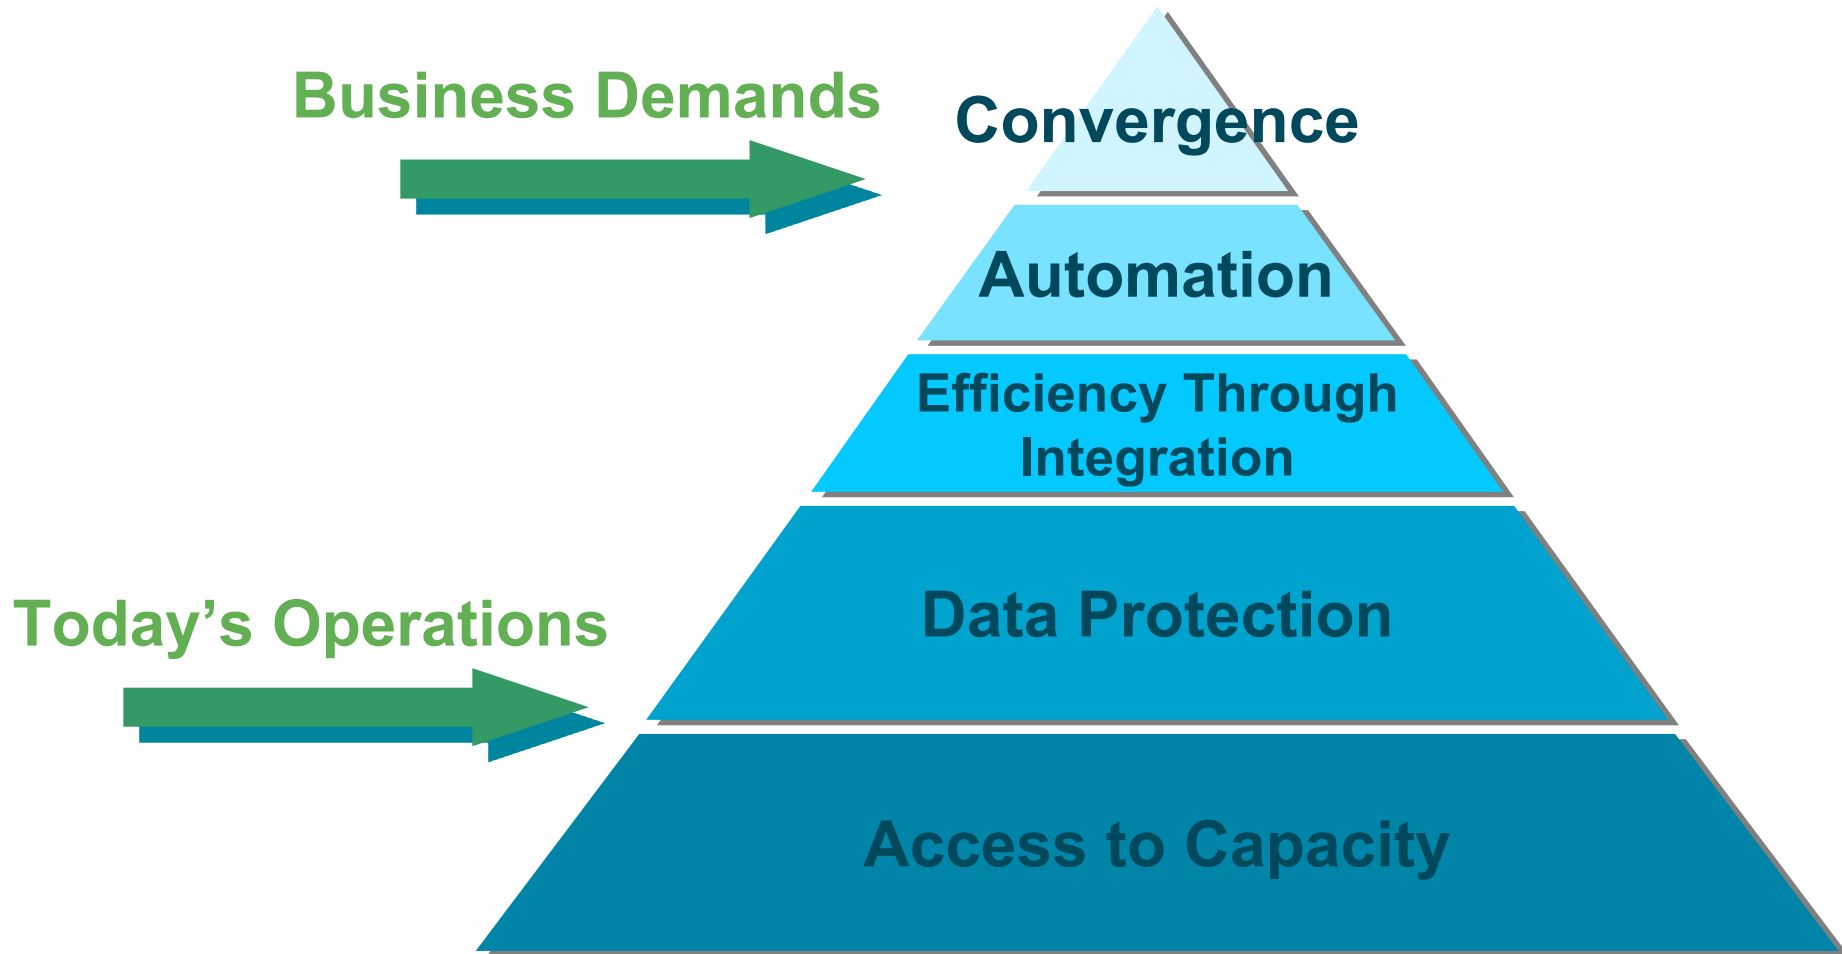 Business Demands
Convergence
Automation
Efficiency Through
Integration
Data Protection
Today’s Operations
Access to Capacity